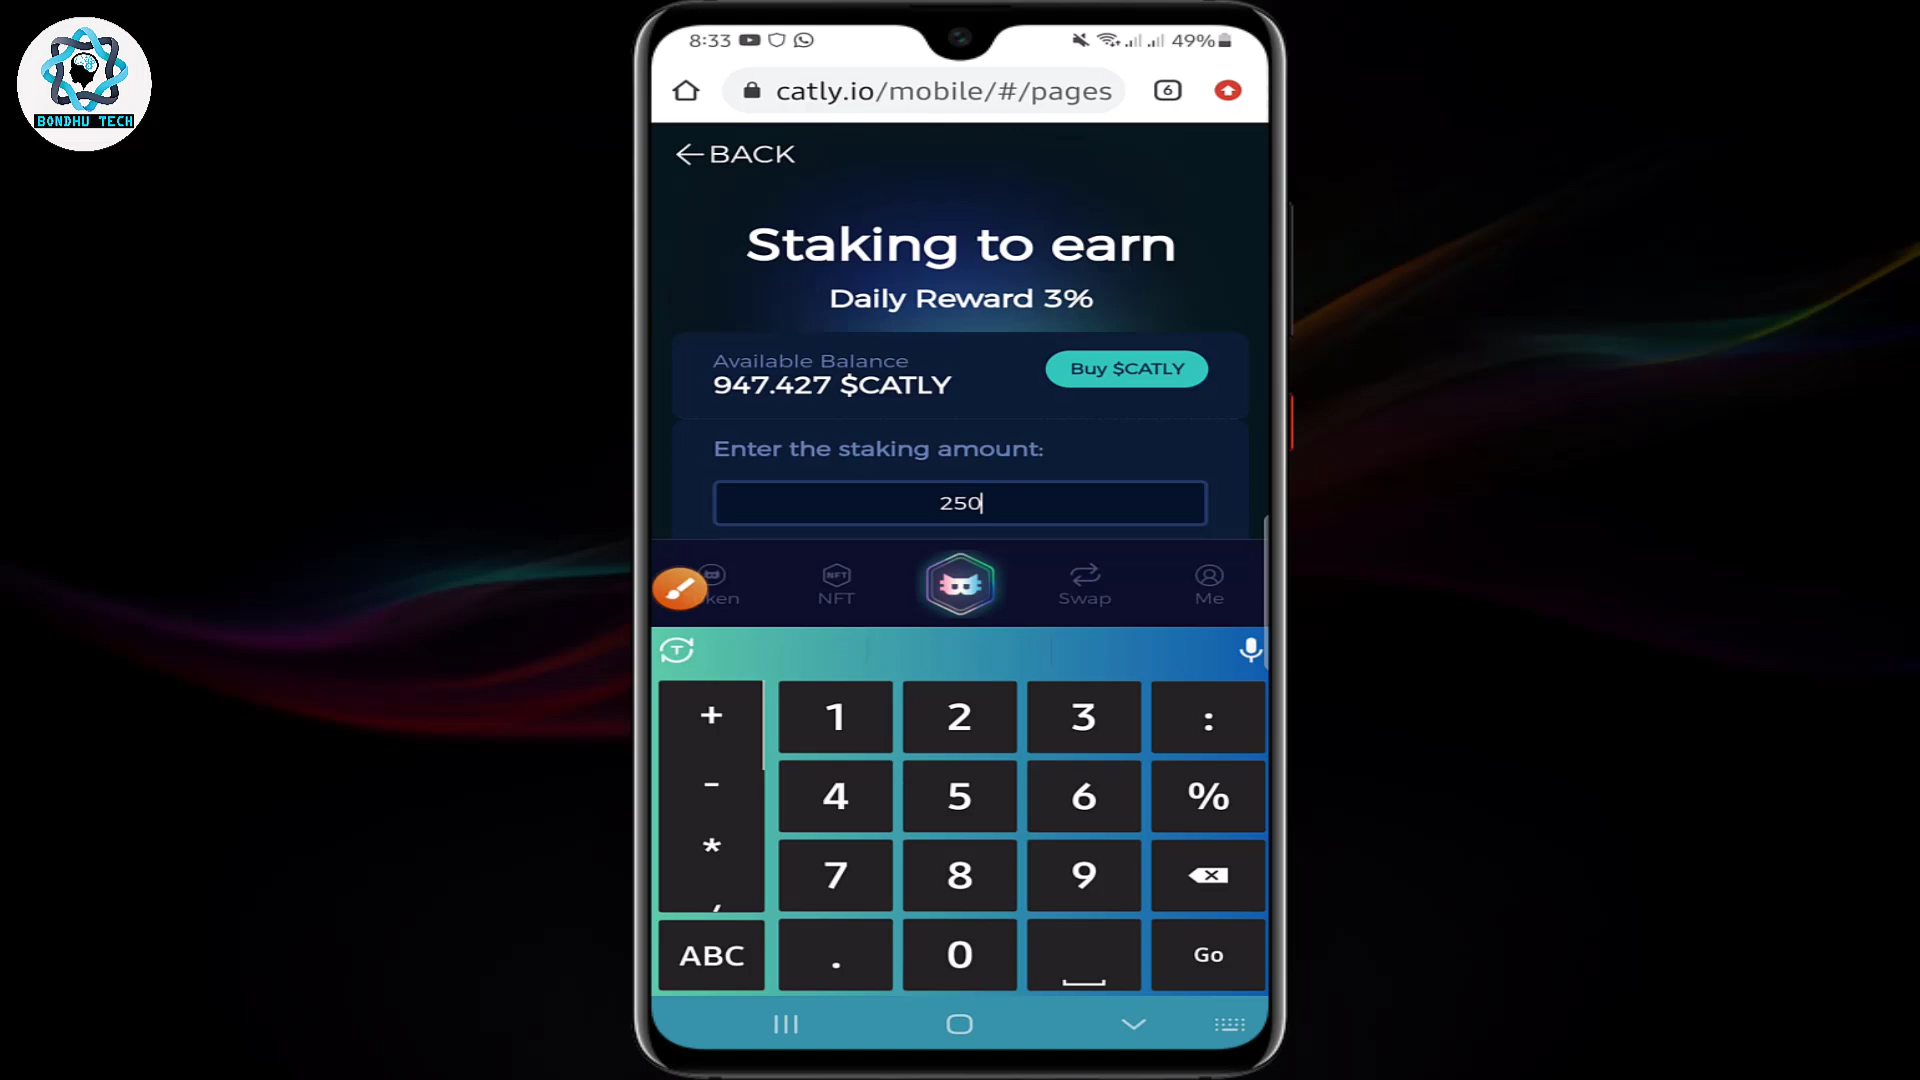 BONDHU TECH
8:33
49%
catly.io/mobile/#/pages
6
BACK
Staking to earn
Daily Reward 3%
Available Balance
947.427 $CATLY
Buy $CATLY
Enter the staking amount:
250
ken
NFT
NFT
Swap
Me
T
+ 1 2 3 :
- 4 5 6 %
* 7 8 9
,
ABC . 0 Go